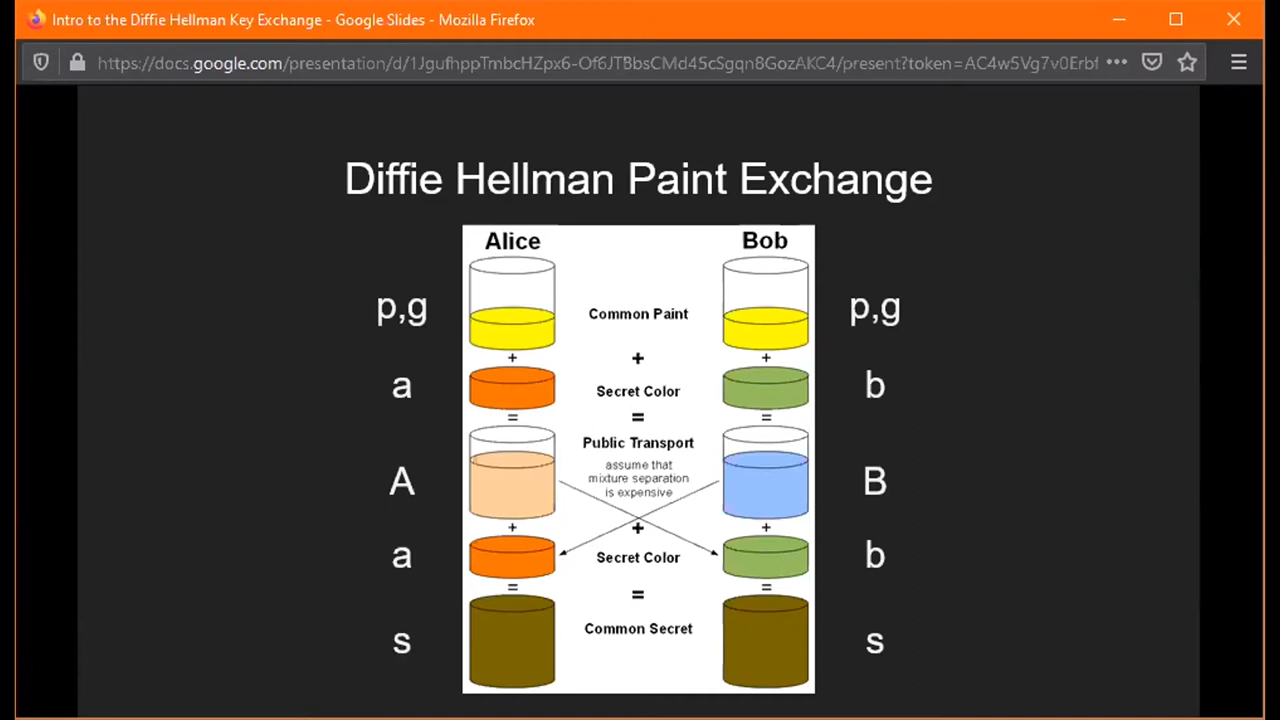 Intro to the Diffie Hellman Key Exchange - Google Slides - Mozilla Firefox
https://docs.google.com/presentation/d/1JgufhppTmbcHZpx6-Of6JTBbsCMd45cSgqn8GozAKC4/present?token=AC4w5Vg7v0Erbf
Diffie Hellman Paint Exchange
Alice Bob
p,g Common Paint p,g
+ + +
a Secret Color b
= = =
Public Transport
assume that
mixture separation
is expensive
A B
+ + +
a Secret Color b
= = =
s Common Secret s